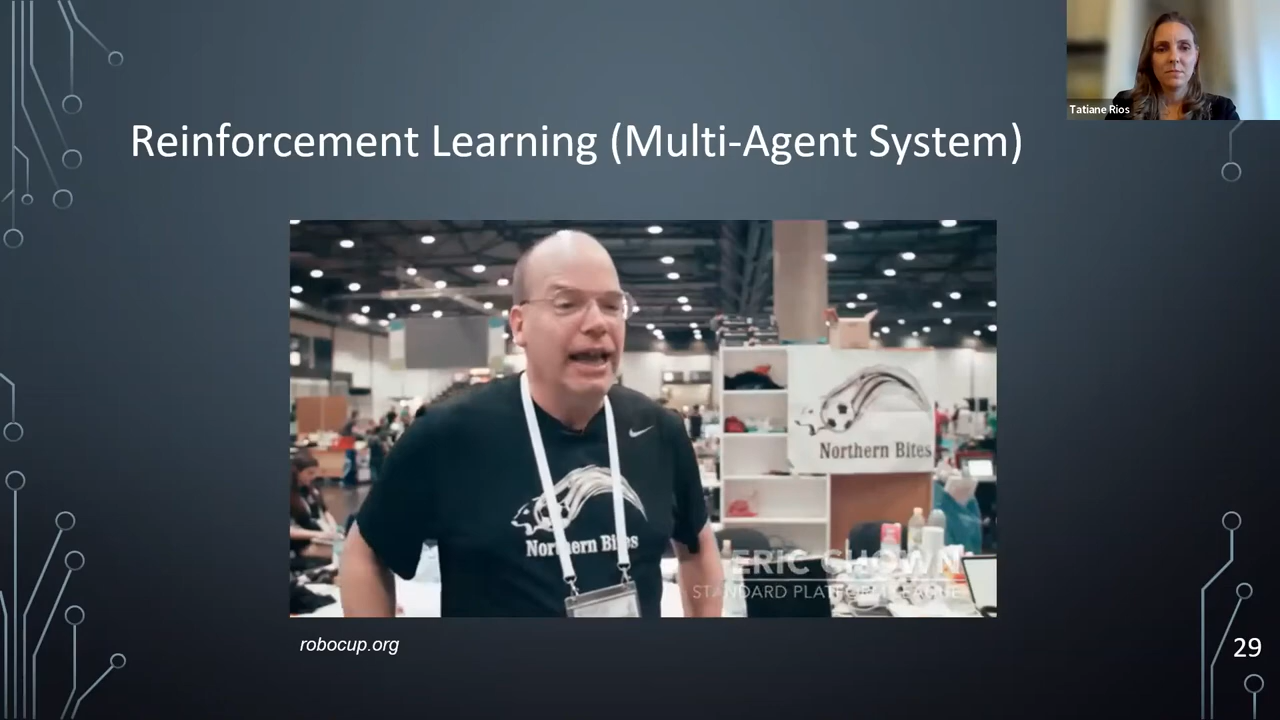 Tatiane Rios
Reinforcement Learning (Multi-Agent System)
Northern Bites
Northern Bites
ERIC CHOWN
STANDARD PLATFORM LEAGUE
robocup.org
29